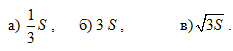 а) 1/3 S , б) 3 S , в) √3S .